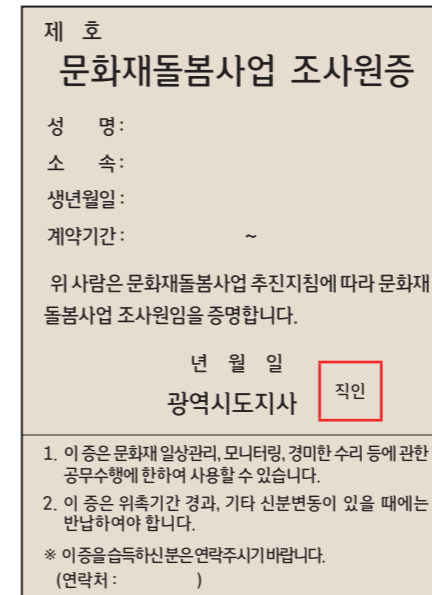 제 호
문화재돌봄사업 조사원증
성 명 :
소 속 :
생년월일 :
계약기간 : ~
위 사람은 문화재돌봄사업 추진지침에 따라 문화재
돌봄사업 조사원임을 증명합니다.
년 월 일
광역시도지사 직인
1. 이 증은 문화재 일상관리, 모니터링, 경미한 수리 등에 관한
공무수행에 한하여 사용할 수 있습니다.
2. 이 증은 위촉기간 경과, 기타 신분변동이 있을 때에는
반납하여야 합니다.
※ 이 증을 습득하신 분은 연락주시기 바랍니다.
(연락처 : )